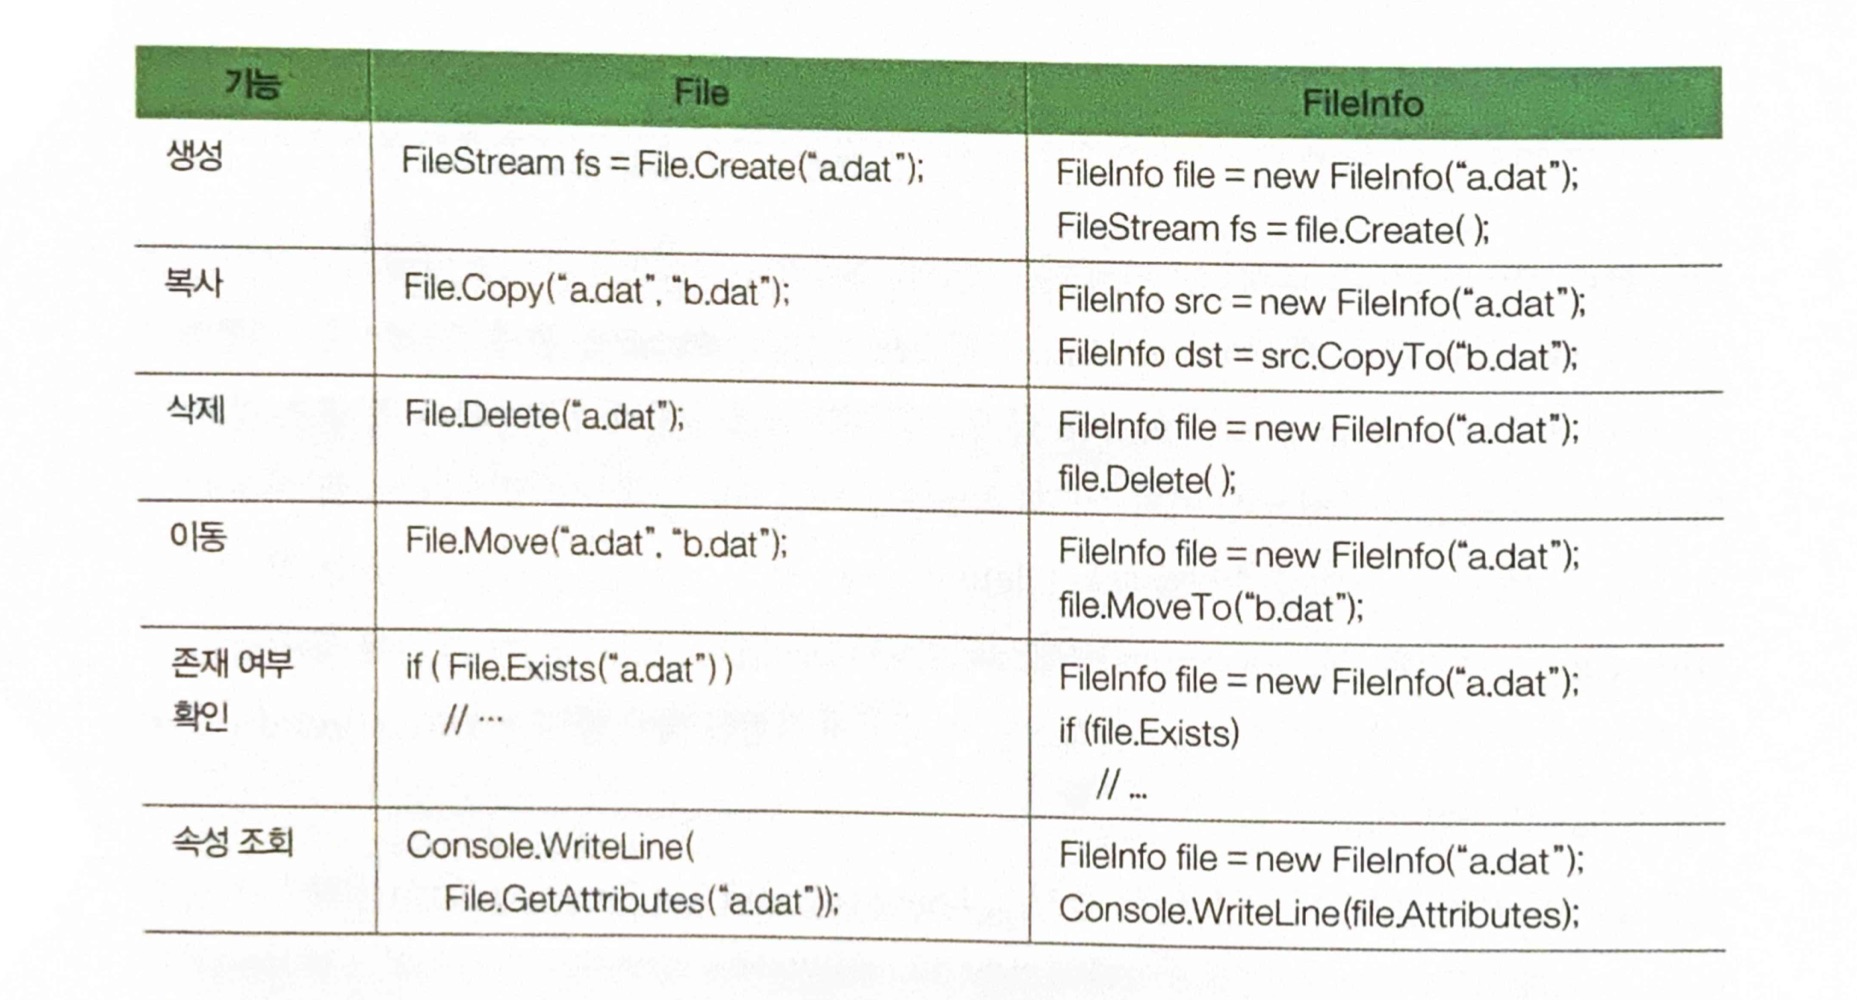 기능
File
FileInfo
생성
FileStream fs = File.Create(“a.dat”);
FileInfo file = new FileInfo(“a.dat”);
FileStream fs = file.Create( );
복사
File.Copy(“a.dat”, “b.dat”);
FileInfo src = new FileInfo(“a.dat”);
FileInfo dst = src.CopyTo(“b.dat”);
삭제
File.Delete(“a.dat”);
FileInfo file = new FileInfo(“a.dat”);
file.Delete( );
이동
File.Move(“a.dat”, “b.dat”);
FileInfo file = new FileInfo(“a.dat”);
file.MoveTo(“b.dat”);
존재 여부
확인
if ( File.Exists(“a.dat”) )
// ···
FileInfo file = new FileInfo(“a.dat”);
if (file.Exists)
// ...
속성 조회
Console.WriteLine(
File.GetAttributes(“a.dat”));
FileInfo file = new FileInfo(“a.dat”);
Console.WriteLine(file.Attributes);